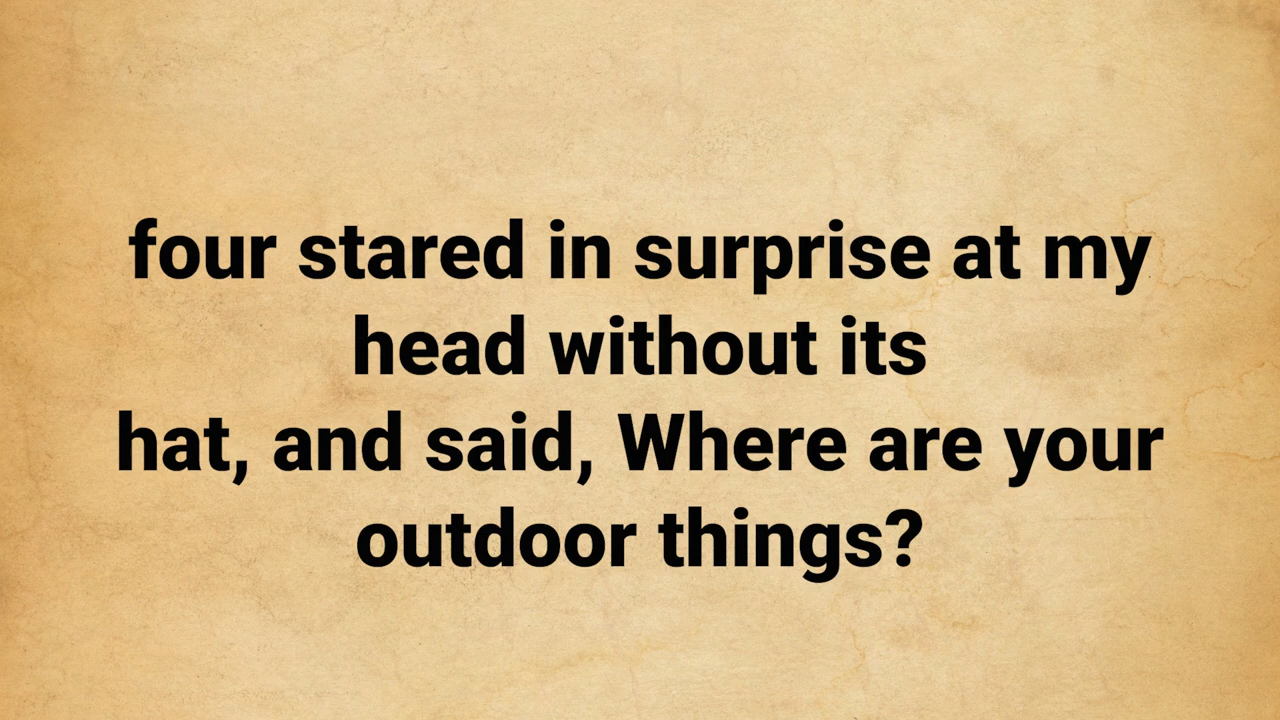 four stared in surprise at my
head without its
hat, and said, Where are your
outdoor things?